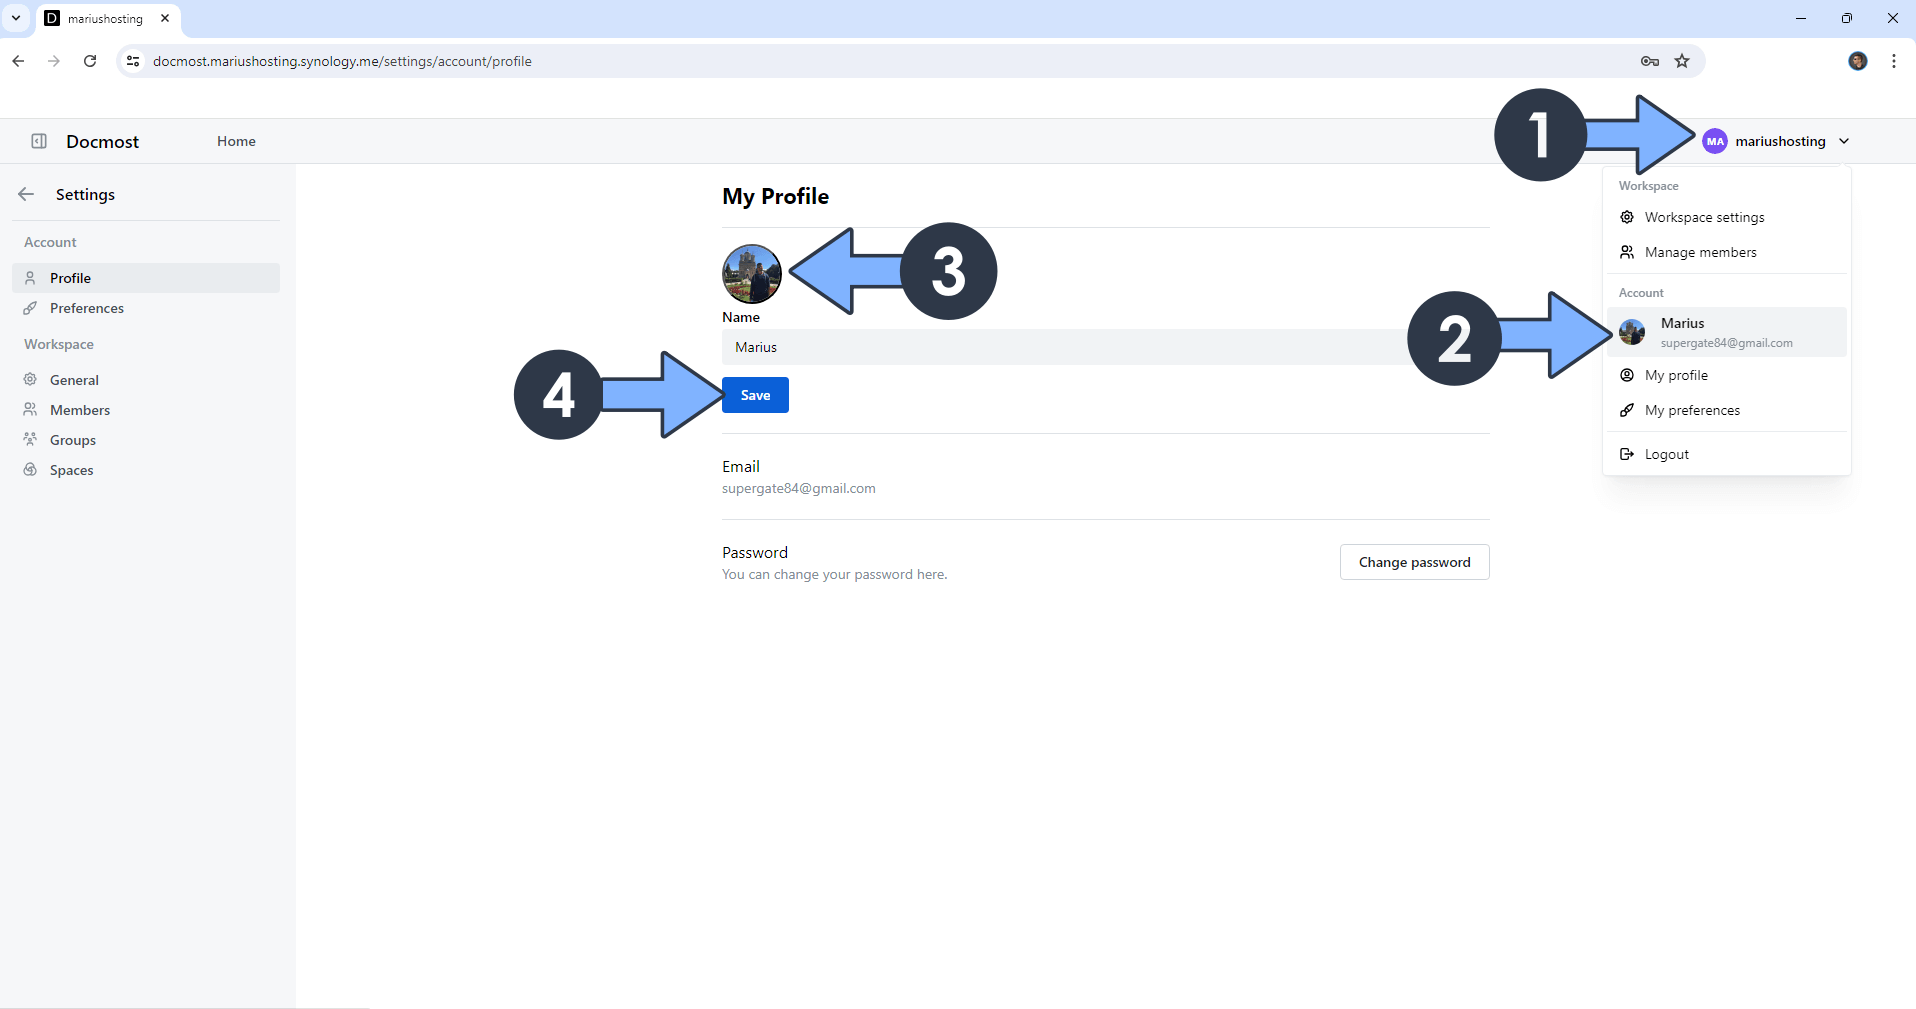 mariushosting
docmost.mariushosting.synology.me/settings/account/profile
Docmost
Home
1
MA
mariushosting
Settings
Account
Profile
Preferences
Workspace
General
Members
Groups
Spaces
My Profile
3
Name
Marius
4
Save
Email
supergate84@gmail.com
Password
You can change your password here.
Change password
Workspace
Workspace settings
Manage members
Account
2
Marius
supergate84@gmail.com
My profile
My preferences
Logout